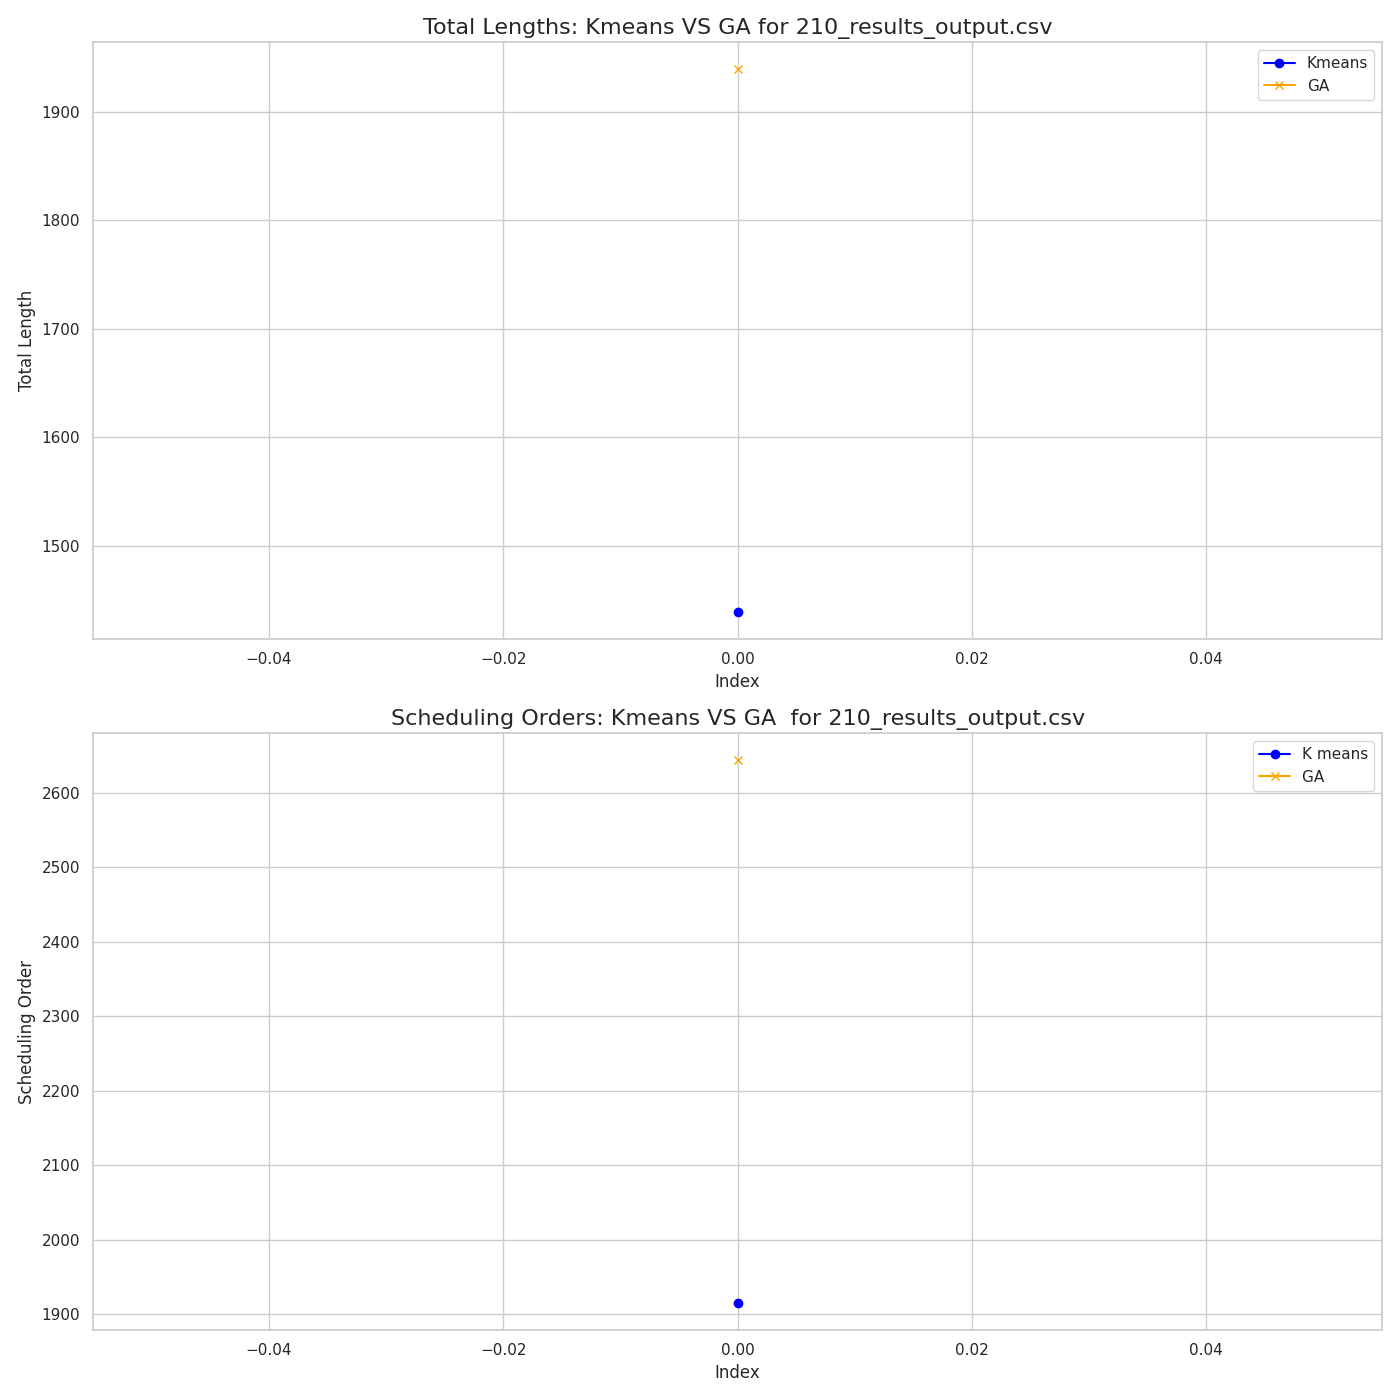 Total Lengths: Kmeans VS GA for 210_results_output.csv
Kmeans
GA
1900
1800
1700
1600
1500
Total Length
−0.04
−0.02
0.00
0.02
0.04
Index
Scheduling Orders: Kmeans VS GA  for 210_results_output.csv
K means
GA
2600
2500
2400
2300
2200
2100
2000
1900
Scheduling Order
−0.04
−0.02
0.00
0.02
0.04
Index